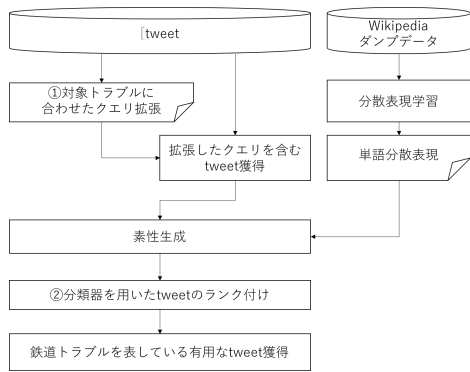 tweet
Wikipedia
ダンプデータ
①対象トラブルに
合わせたクエリ拡張
分散表現学習
拡張したクエリを含む
tweet獲得
単語分散表現
素性生成
②分類器を用いたtweetのランク付け
鉄道トラブルを表している有用なtweet獲得